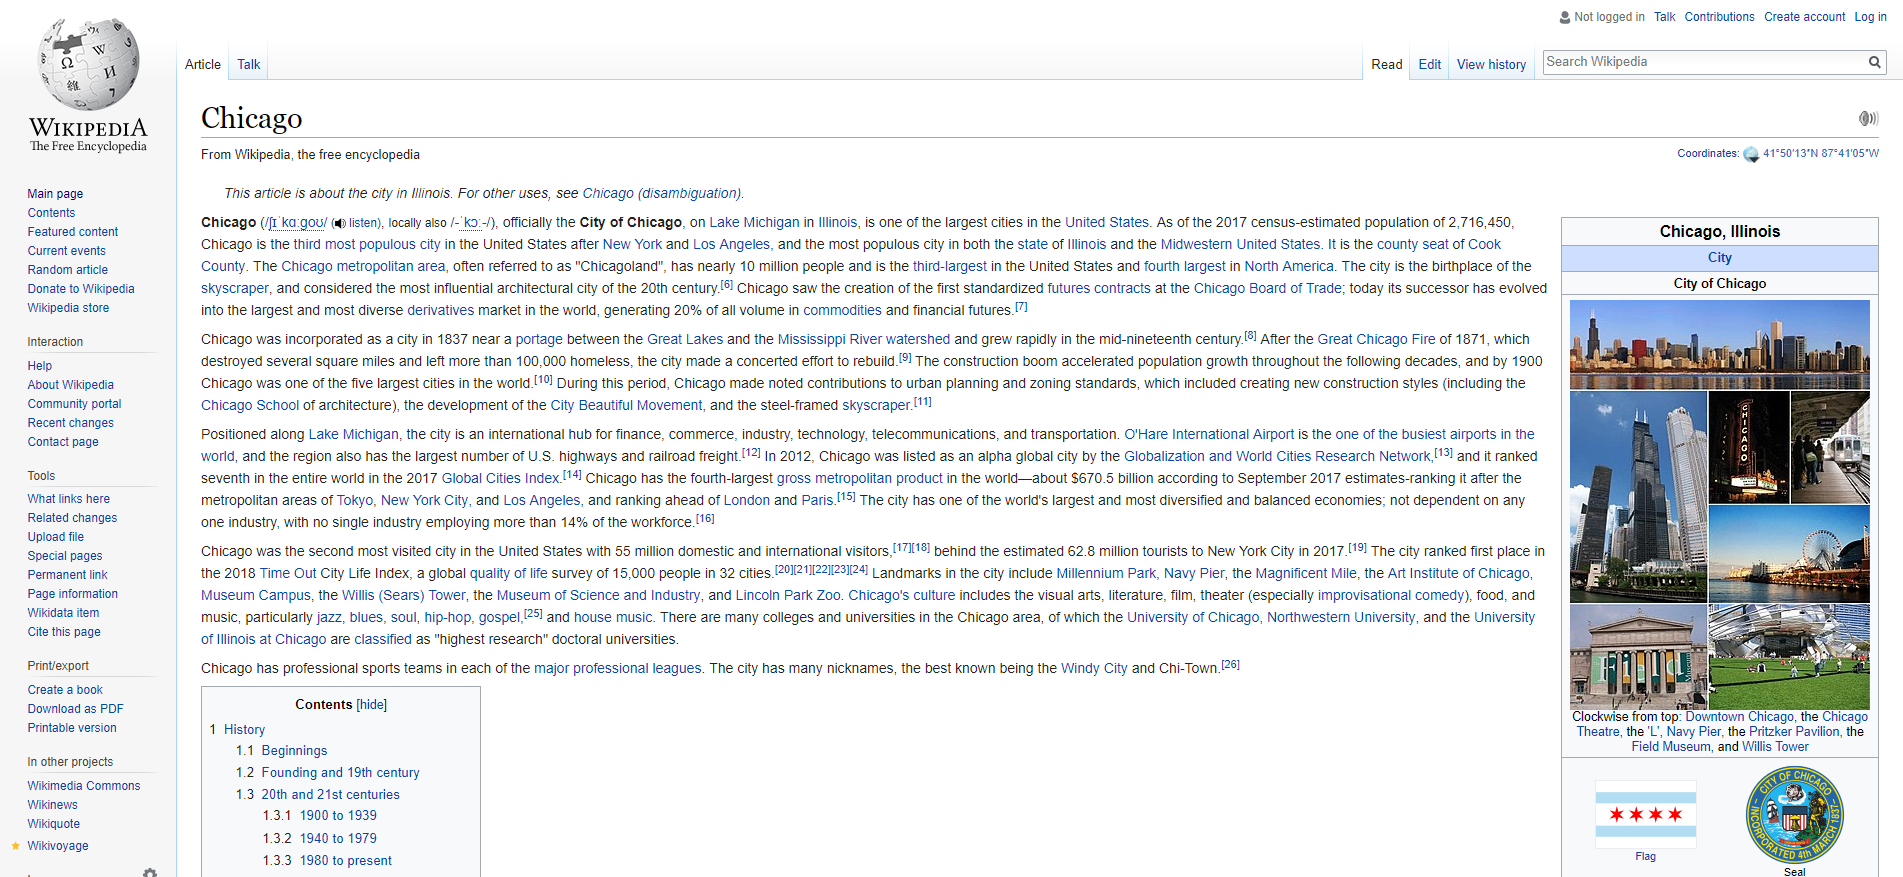 Not logged in Talk Contributions Create account Log in
Article Talk Read Edit View history Search Wikipedia
WIKIPEDIA
The Free Encyclopedia
Main page
Contents
Featured content
Current events
Random article
Donate to Wikipedia
Wikipedia store
Interaction
Help
About Wikipedia
Community portal
Recent changes
Contact page
Tools
What links here
Related changes
Upload file
Special pages
Permanent link
Page information
Wikidata item
Cite this page
Print/export
Create a book
Download as PDF
Printable version
In other projects
Wikimedia Commons
Wikinews
Wikiquote
Wikivoyage
Chicago
From Wikipedia, the free encyclopedia
Coordinates: 41°50′13″N 87°41′05″W
This article is about the city in Illinois. For other uses, see Chicago (disambiguation).
Chicago (/ʃɪˈkɑːɡoʊ/ (listen), locally also /-ˈkɔː-/), officially the City of Chicago, on Lake Michigan in Illinois, is one of the largest cities in the United States. As of the 2017 census-estimated population of 2,716,450,
Chicago is the third most populous city in the United States after New York and Los Angeles, and the most populous city in both the state of Illinois and the Midwestern United States. It is the county seat of Cook
County. The Chicago metropolitan area, often referred to as "Chicagoland", has nearly 10 million people and is the third-largest in the United States and fourth largest in North America. The city is the birthplace of the
skyscraper, and considered the most influential architectural city of the 20th century.[6] Chicago saw the creation of the first standardized futures contracts at the Chicago Board of Trade; today its successor has evolved
into the largest and most diverse derivatives market in the world, generating 20% of all volume in commodities and financial futures.[7]
Chicago was incorporated as a city in 1837 near a portage between the Great Lakes and the Mississippi River watershed and grew rapidly in the mid-nineteenth century.[8] After the Great Chicago Fire of 1871, which
destroyed several square miles and left more than 100,000 homeless, the city made a concerted effort to rebuild.[9] The construction boom accelerated population growth throughout the following decades, and by 1900
Chicago was one of the five largest cities in the world.[10] During this period, Chicago made noted contributions to urban planning and zoning standards, which included creating new construction styles (including the
Chicago School of architecture), the development of the City Beautiful Movement, and the steel-framed skyscraper.[11]
Positioned along Lake Michigan, the city is an international hub for finance, commerce, industry, technology, telecommunications, and transportation. O'Hare International Airport is the one of the busiest airports in the
world, and the region also has the largest number of U.S. highways and railroad freight.[12] In 2012, Chicago was listed as an alpha global city by the Globalization and World Cities Research Network,[13] and it ranked
seventh in the entire world in the 2017 Global Cities Index.[14] Chicago has the fourth-largest gross metropolitan product in the world—about $670.5 billion according to September 2017 estimates-ranking it after the
metropolitan areas of Tokyo, New York City, and Los Angeles, and ranking ahead of London and Paris.[15] The city has one of the world's largest and most diversified and balanced economies; not dependent on any
one industry, with no single industry employing more than 14% of the workforce.[16]
Chicago was the second most visited city in the United States with 55 million domestic and international visitors,[17][18] behind the estimated 62.8 million tourists to New York City in 2017.[19] The city ranked first place in
the 2018 Time Out City Life Index, a global quality of life survey of 15,000 people in 32 cities.[20][21][22][23][24] Landmarks in the city include Millennium Park, Navy Pier, the Magnificent Mile, the Art Institute of Chicago,
Museum Campus, the Willis (Sears) Tower, the Museum of Science and Industry, and Lincoln Park Zoo. Chicago's culture includes the visual arts, literature, film, theater (especially improvisational comedy), food, and
music, particularly jazz, blues, soul, hip-hop, gospel,[25] and house music. There are many colleges and universities in the Chicago area, of which the University of Chicago, Northwestern University, and the University
of Illinois at Chicago are classified as "highest research" doctoral universities.
Chicago has professional sports teams in each of the major professional leagues. The city has many nicknames, the best known being the Windy City and Chi-Town.[26]
Contents [hide]
1 History
1.1 Beginnings
1.2 Founding and 19th century
1.3 20th and 21st centuries
1.3.1 1900 to 1939
1.3.2 1940 to 1979
1.3.3 1980 to present
Chicago, Illinois
City
City of Chicago
CHICAGO
Field
Clockwise from top: Downtown Chicago, the Chicago
Theatre, the 'L', Navy Pier, the Pritzker Pavilion, the
Field Museum, and Willis Tower
CITY OF CHICAGO
INCORPORATED 4th MARCH 1837
Flag
Seal